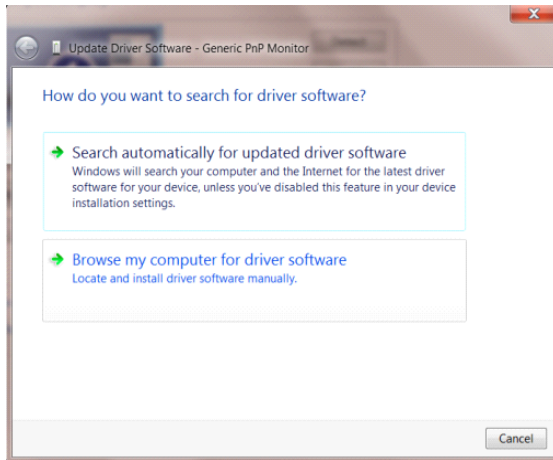 Update Driver Software - Generic PnP Monitor
How do you want to search for driver software?
Search automatically for updated driver software
Windows will search your computer and the Internet for the latest driver
software for your device, unless you've disabled this feature in your device
installation settings.
Browse my computer for driver software
Locate and install driver software manually.
Cancel